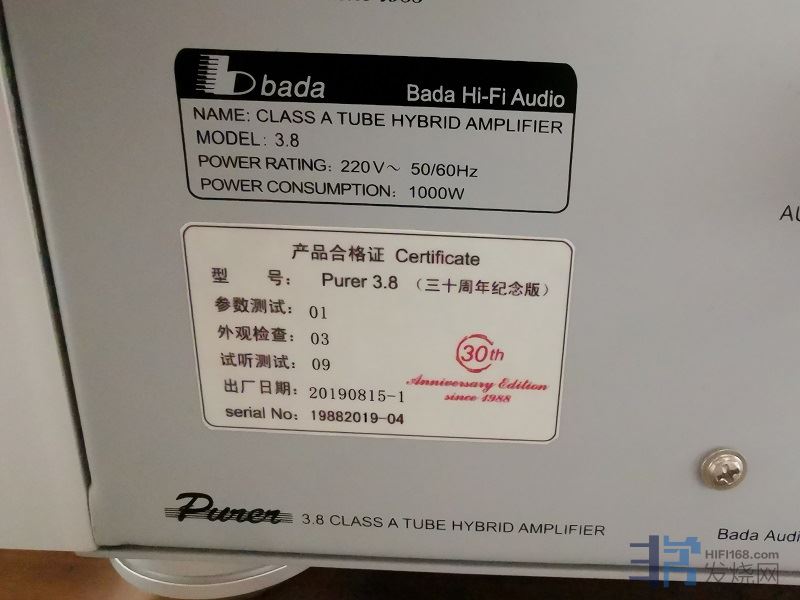 bada
Bada Hi-Fi Audio
NAME: CLASS A TUBE HYBRID AMPLIFIER
MODEL: 3.8
POWER RATING: 220V~ 50/60Hz
POWER CONSUMPTION: 1000W
产品合格证 Certificate
型 号: Purer 3.8 (三十周年纪念版)
参数测试: 01
外观检查: 03
试听测试: 09
出厂日期: 20190815-1
serial No: 19882019-04
30th
Anniversary Edition
since 1988
Purer 3.8 CLASS A TUBE HYBRID AMPLIFIER
Bada Audi
HIFI168.com
发烧网